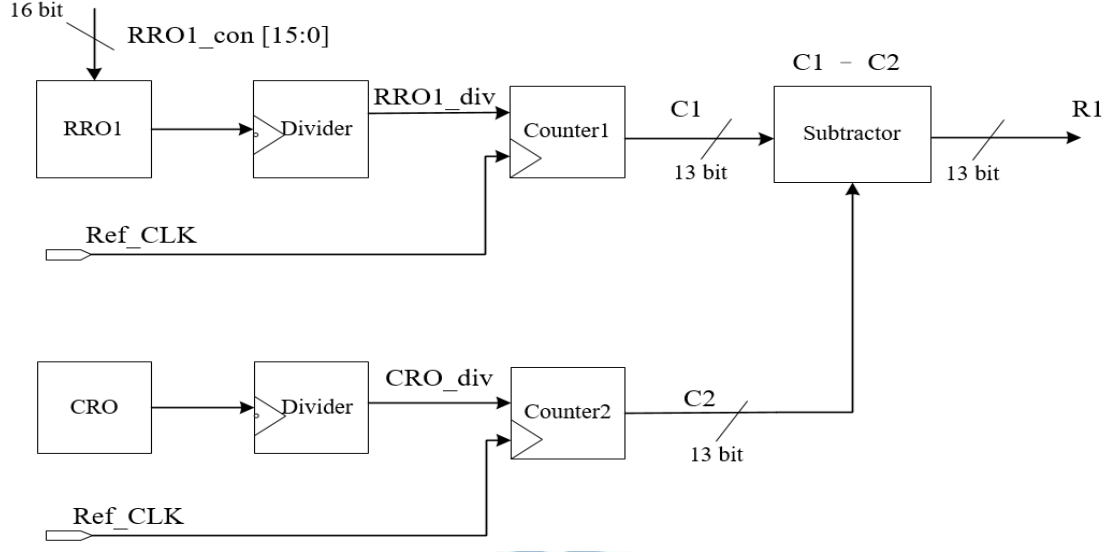 16 bit
RRO1_con [15:0]
RRO1
Divider
RRO1_div
Counter1
C1
13 bit
C1 - C2
Subtractor
13 bit
R1
Ref_CLK
CRO
Divider
CRO_div
Counter2
C2
13 bit
Ref_CLK